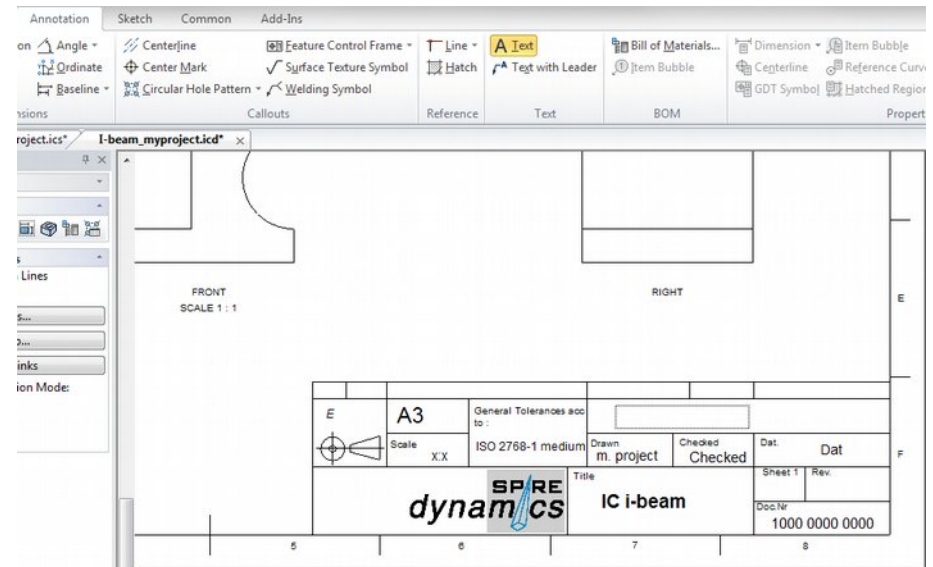 Annotation Sketch Common Add-Ins
on Angle Centerline Feature Control Frame Line A Text Bill of Materials... Dimension Item Bubble
Ordinate Center Mark Surface Texture Symbol Hatch Text with Leader Item Bubble Centerline Reference Curv
Baseline Circular Hole Pattern Welding Symbol GDT Symbol Hatched Region
nsions Callouts Reference Text BOM Propert
roject.ics* I-beam_myproject.icd*
Lines
s...
o...
inks
ion Mode:
FRONT
SCALE 1 : 1
RIGHT
E
E
A3
General Tolerances acc
to :
Scale
X:X
ISO 2768-1 medium
Drawn
m. project
Checked
Checked
Dat.
Dat
F
SPIRE
dynamics
Title
IC i-beam
Sheet 1
Rev.
Doc.Nr
1000 0000 0000
5 6 7 8